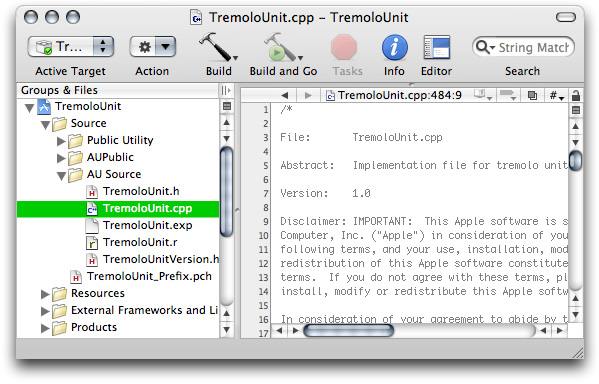 TremoloUnit.cpp – TremoloUnit
Tr...
String Match
Active Target
Action
Build
Build and Go
Tasks
Info
Editor
Search
Groups & Files
TremoloUnit
Source
Public Utility
AUPublic
AU Source
TremoloUnit.h
TremoloUnit.cpp
TremoloUnit.exp
TremoloUnit.r
TremoloUnitVersion.h
TremoloUnit_Prefix.pch
Resources
External Frameworks and Li
Products
TremoloUnit.cpp:484:9
#
1 /*
2
3 File: TremoloUnit.cpp
4
5 Abstract: Implementation file for tremolo unit
6
7 Version: 1.0
8
9 Disclaimer: IMPORTANT: This Apple software is s
10 Computer, Inc. ("Apple") in consideration of you
11 following terms, and your use, installation, mod
12 redistribution of this Apple software constitute
13 terms. If you do not agree with these terms, pl
14 install, modify or redistribute this Apple softw
15
16 In consideration of your agreement to abide by t
17